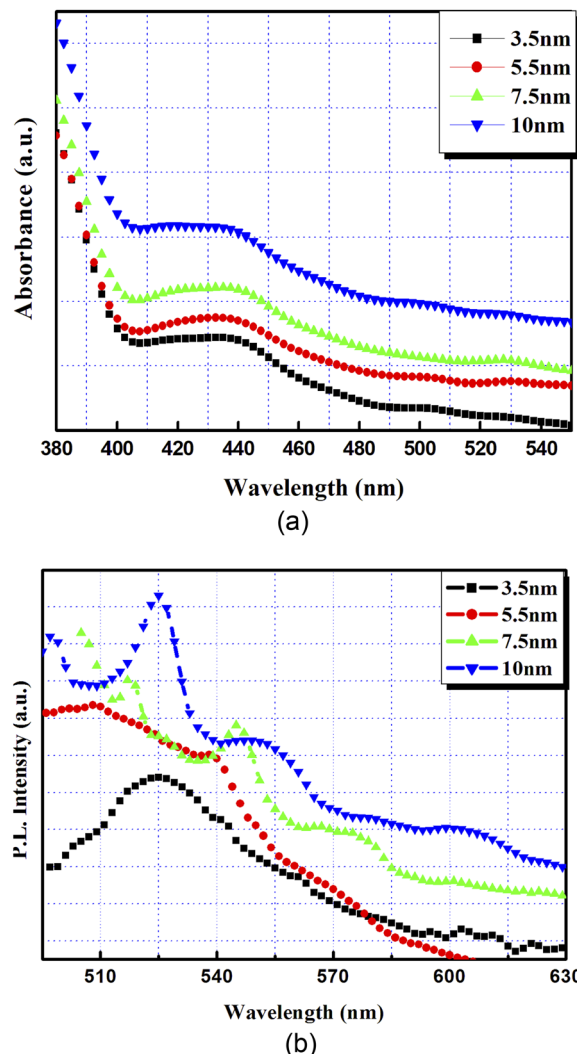 3.5nm
5.5nm
7.5nm
10nm
Absorbance (a.u.)
380 400 420 440 460 480 500 520 540
Wavelength (nm)
(a)
3.5nm
5.5nm
7.5nm
10nm
P.L. Intensity (a.u.)
510 540 570 600 630
Wavelength (nm)
(b)